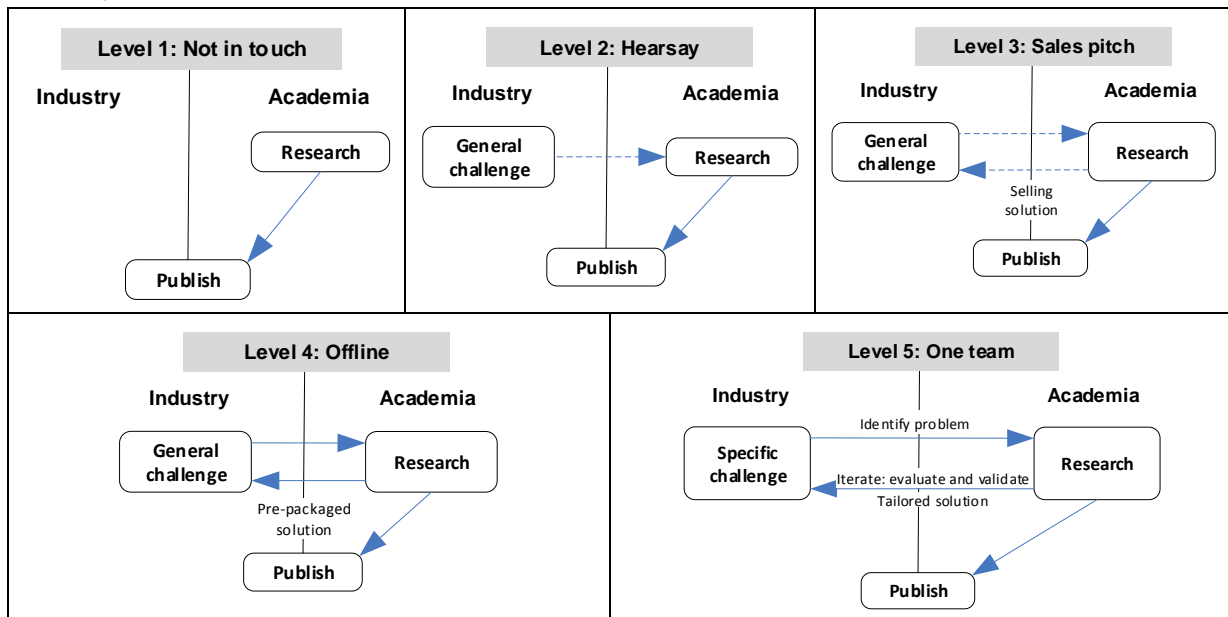 Level 1: Not in touch
Industry
Academia
Research
Publish
Level 2: Hearsay
Industry
Academia
General
challenge
Research
Publish
Level 3: Sales pitch
Industry
Academia
General
challenge
Research
Selling
solution
Publish
Level 4: Offline
Industry
Academia
General
challenge
Research
Pre-packaged
solution
Publish
Level 5: One team
Industry
Academia
Identify problem
Specific
challenge
Research
Iterate: evaluate and validate
Tailored solution
Publish